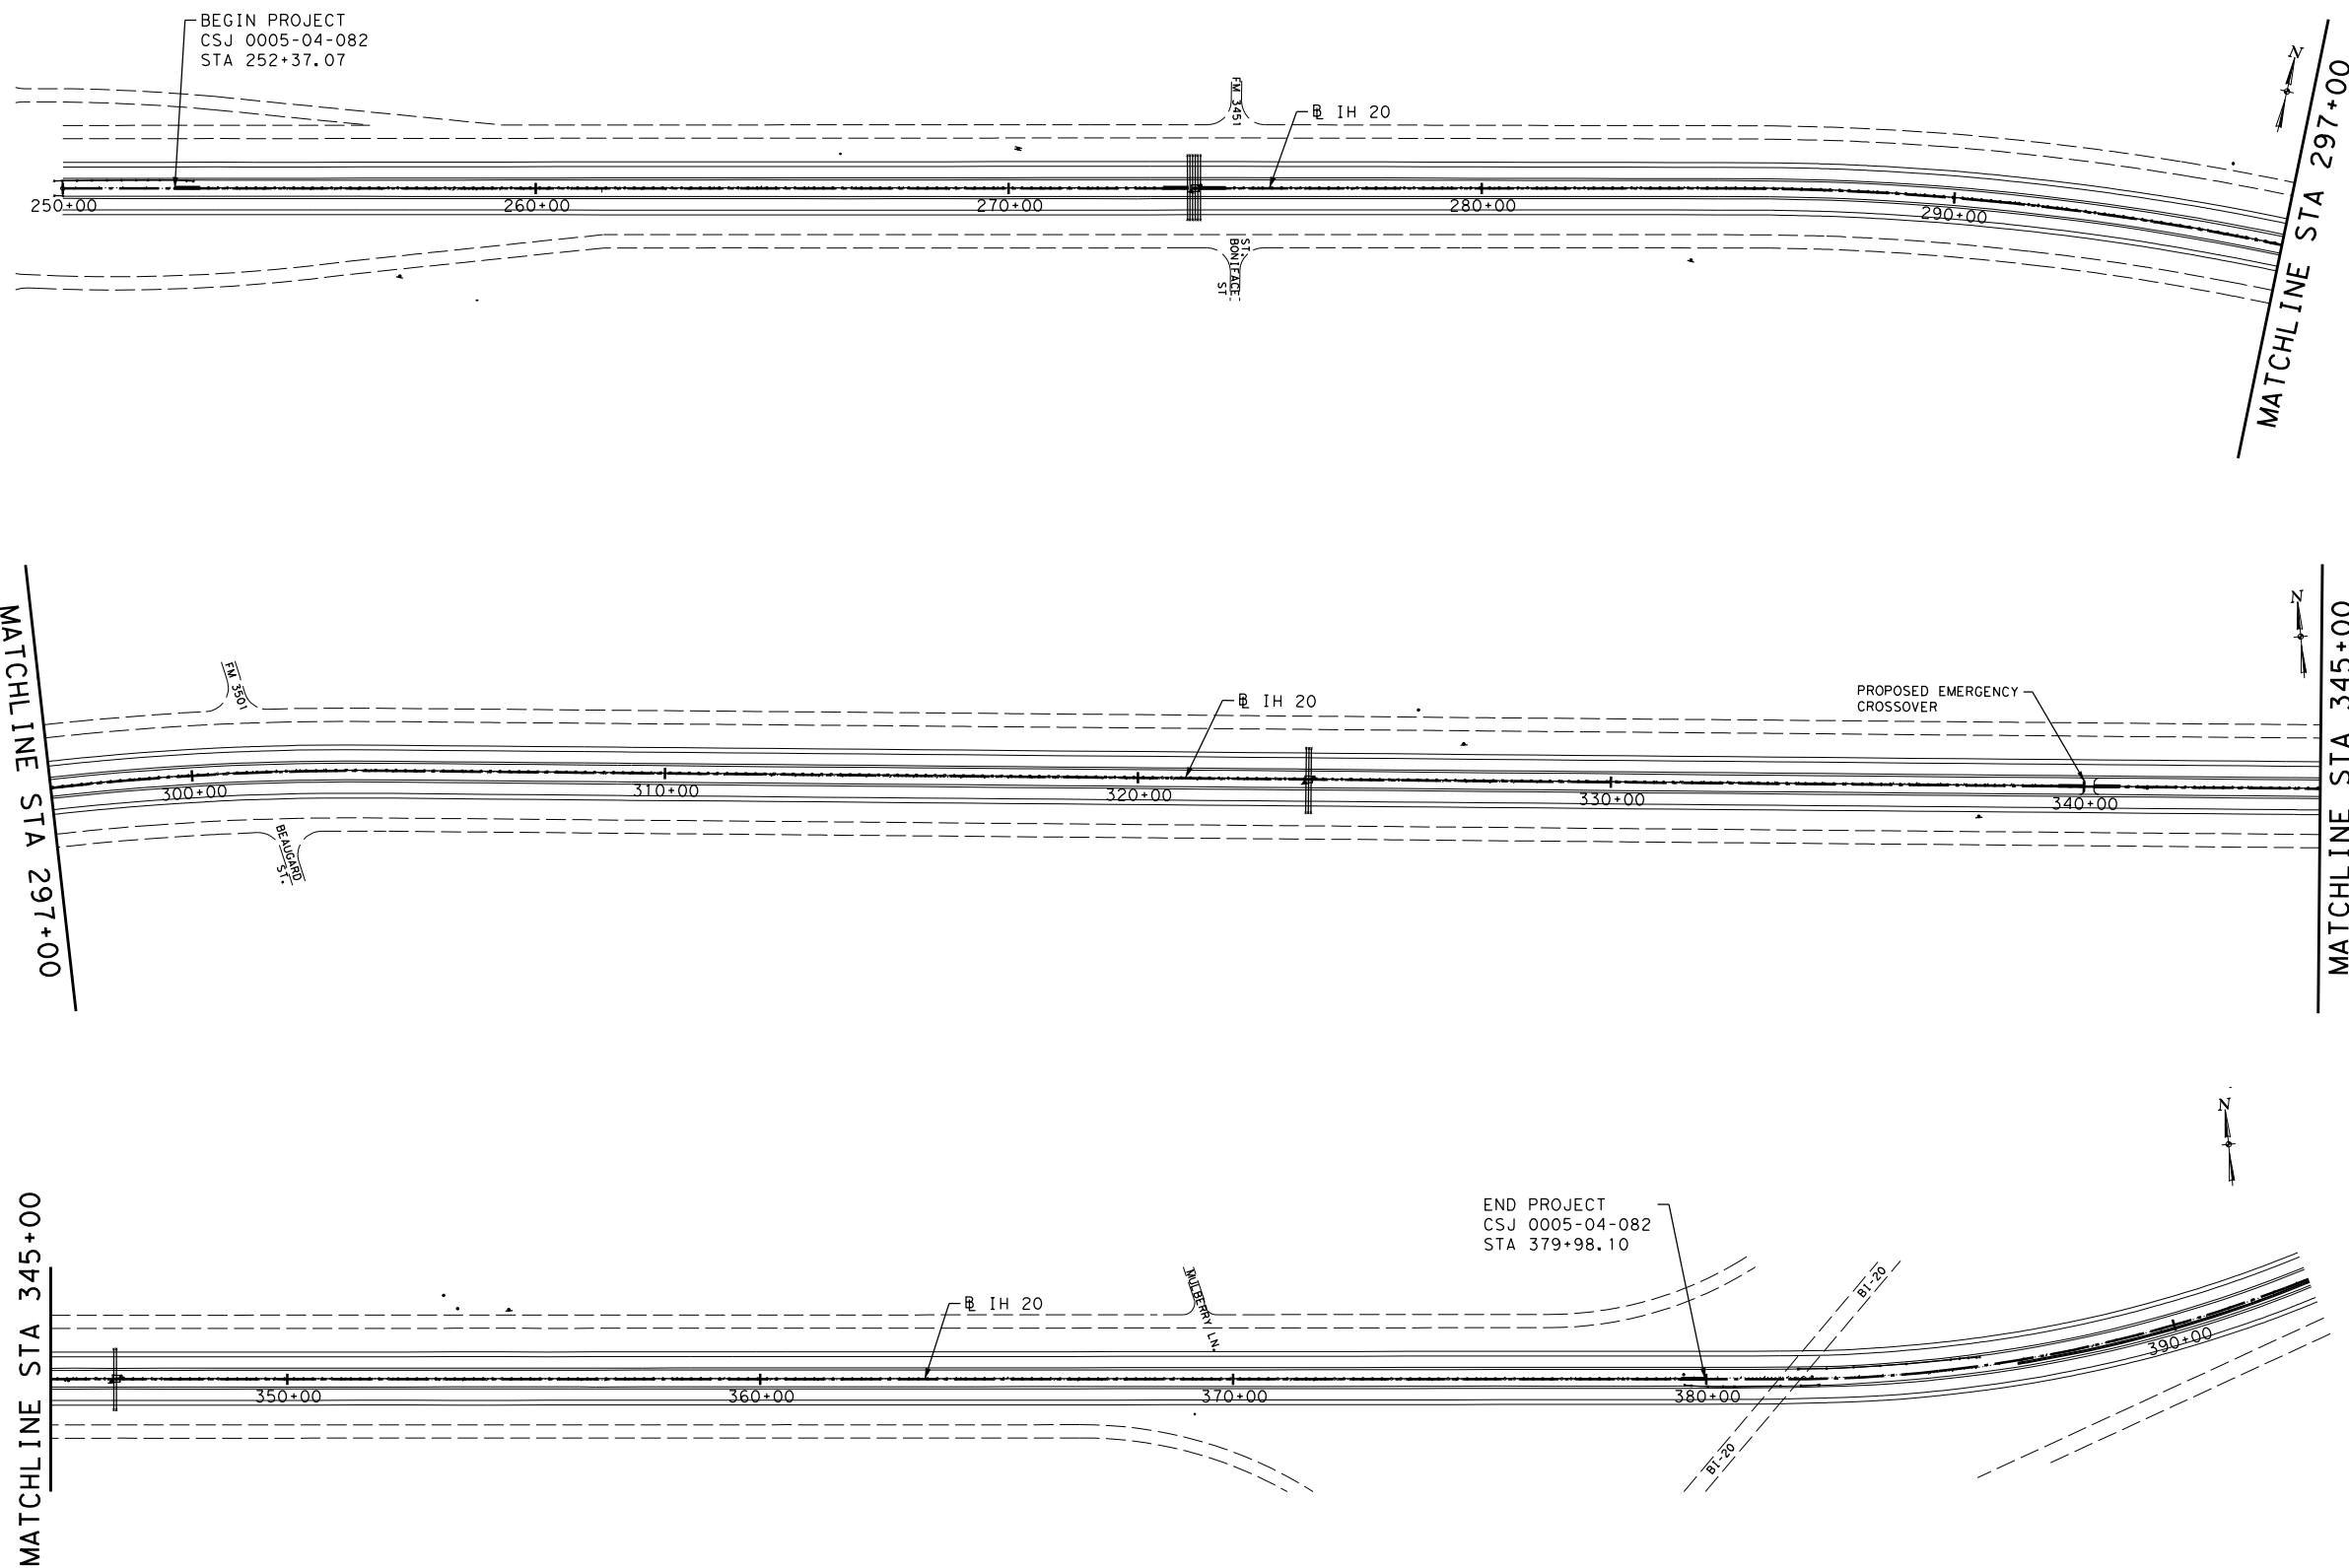 BEGIN PROJECT
CSJ 0005-04-082
STA 252+37.07
N
FM 3451
BL IH 20
250+00
260+00
270+00
280+00
290+00
ST.
BONIFACE
ST
MATCHLINE STA 297+00
N
MATCHLINE STA 297+00
FM 3501
BL IH 20
PROPOSED EMERGENCY
CROSSOVER
300+00
310+00
320+00
330+00
340+00
BEAUGARD
ST.
MATCHLINE STA 345+00
N
MATCHLINE STA 345+00
END PROJECT
CSJ 0005-04-082
STA 379+98.10
MULBERRY LN.
BL IH 20
BI-20
350+00
360+00
370+00
380+00
390+00
BI-20